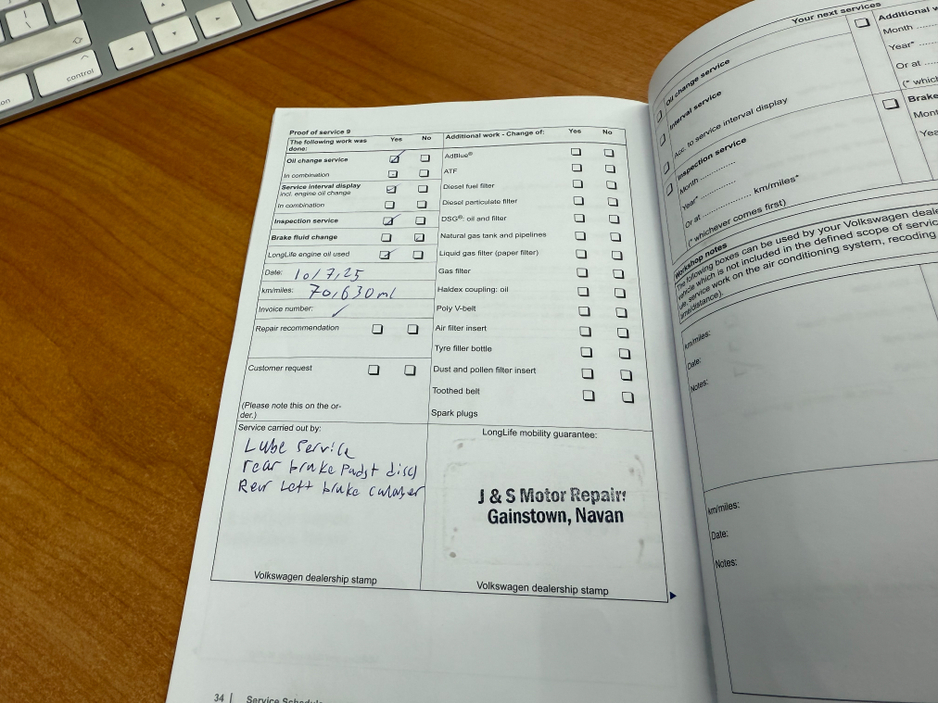 control
Proof of service 9
The following work was done:
Yes
No
Oil change service
In combination
Service interval display
incl. engine oil change
In combination
Inspection service
Brake fluid change
LongLife engine oil used
Date: 10/7/25
km/miles: 70,630 ml
Invoice number:
Repair recommendation
Customer request
(Please note this on the or-
der.)
Additional work - Change of:
Yes
No
AdBlue®
ATF
Diesel fuel filter
Diesel particulate filter
DSG®: oil and filter
Natural gas tank and pipelines
Liquid gas filter (paper filter)
Gas filter
Haldex coupling: oil
Poly V-belt
Air filter insert
Tyre filler bottle
Dust and pollen filter insert
Toothed belt
Spark plugs
Service carried out by:
Lube Service
rear brake Pads+ discs
Rear Left brake
Volkswagen dealership stamp
LongLife mobility guarantee:
J & S Motor Repairs
Gainstown, Navan
Volkswagen dealership stamp
34 | Service Schedule
Your next services
Oil change service
Interval service
Acc. to service interval display
Inspection service
Month
Year*
Or at km/miles*
(* whichever comes first)
Additional w
Month
Year*
Or at
(* which
Brake
Mont
Yea
Workshop notes
The following boxes can be used by your Volkswagen deale
vehicle which is not included in the defined scope of servic
service work on the air conditioning system, recoding
time/distance).
km/miles:
Date:
Notes:
km/miles:
Date:
Notes: